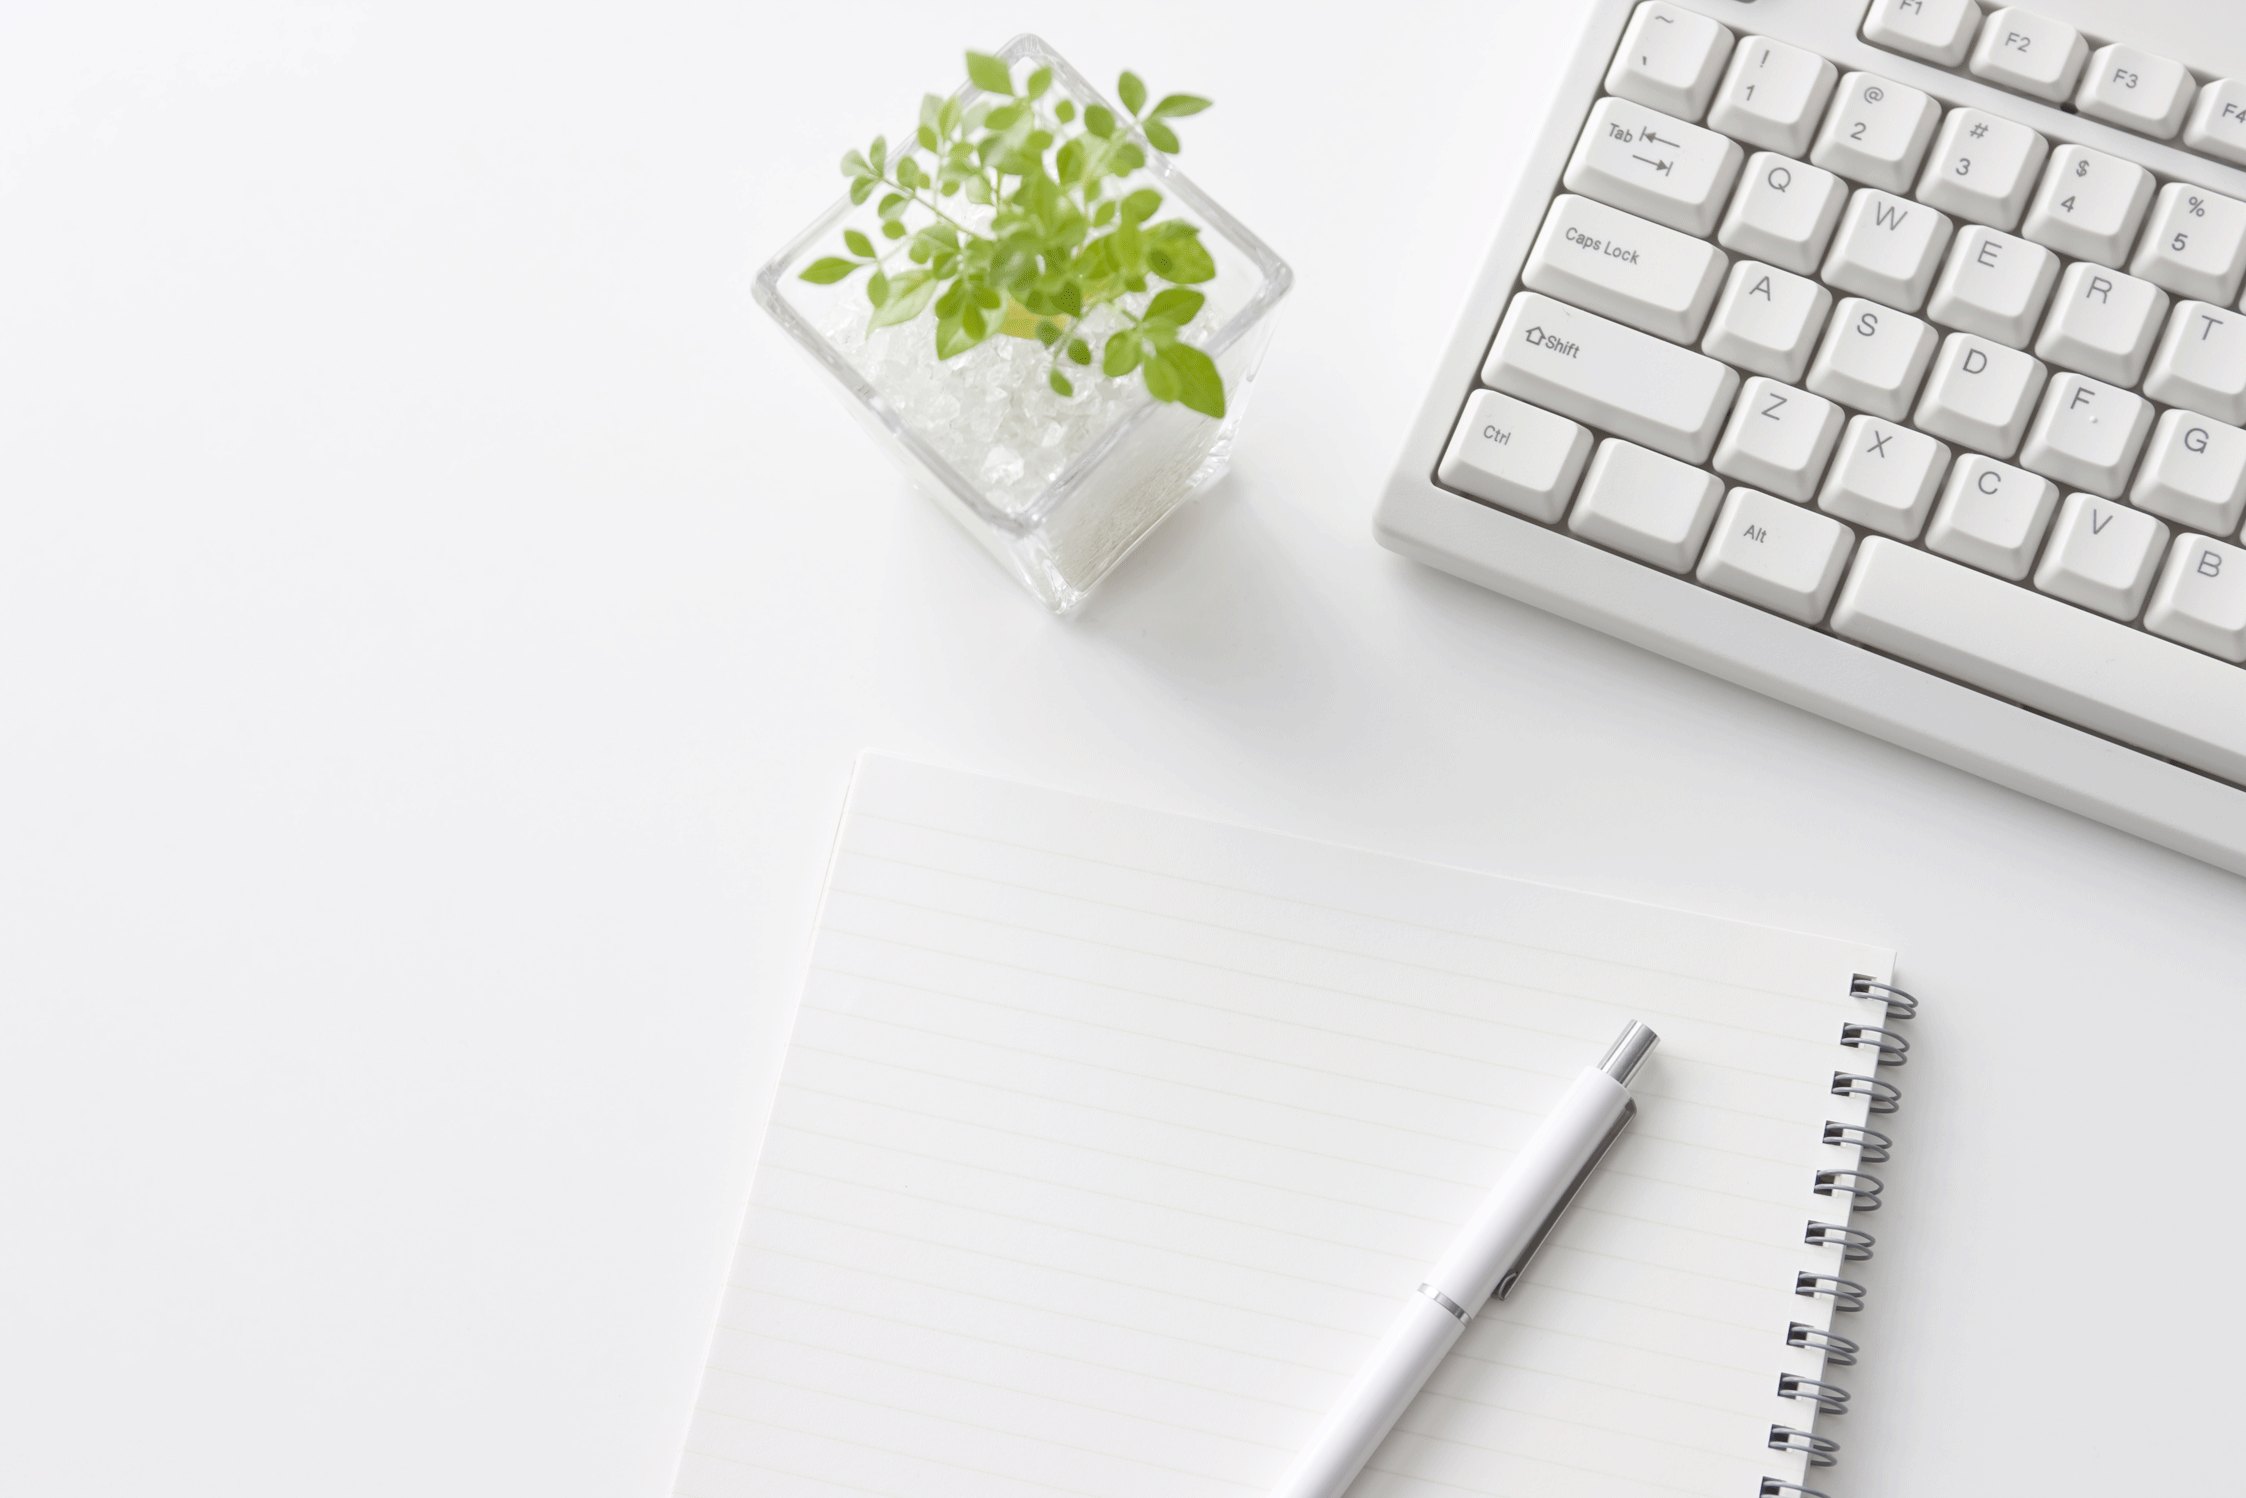 F1 F2 F3 F4
~ ! @ # $ %
` 1 2 3 4 5
Tab Q W E R T
Caps Lock A S D F G
Shift Z X C V B
Ctrl Alt